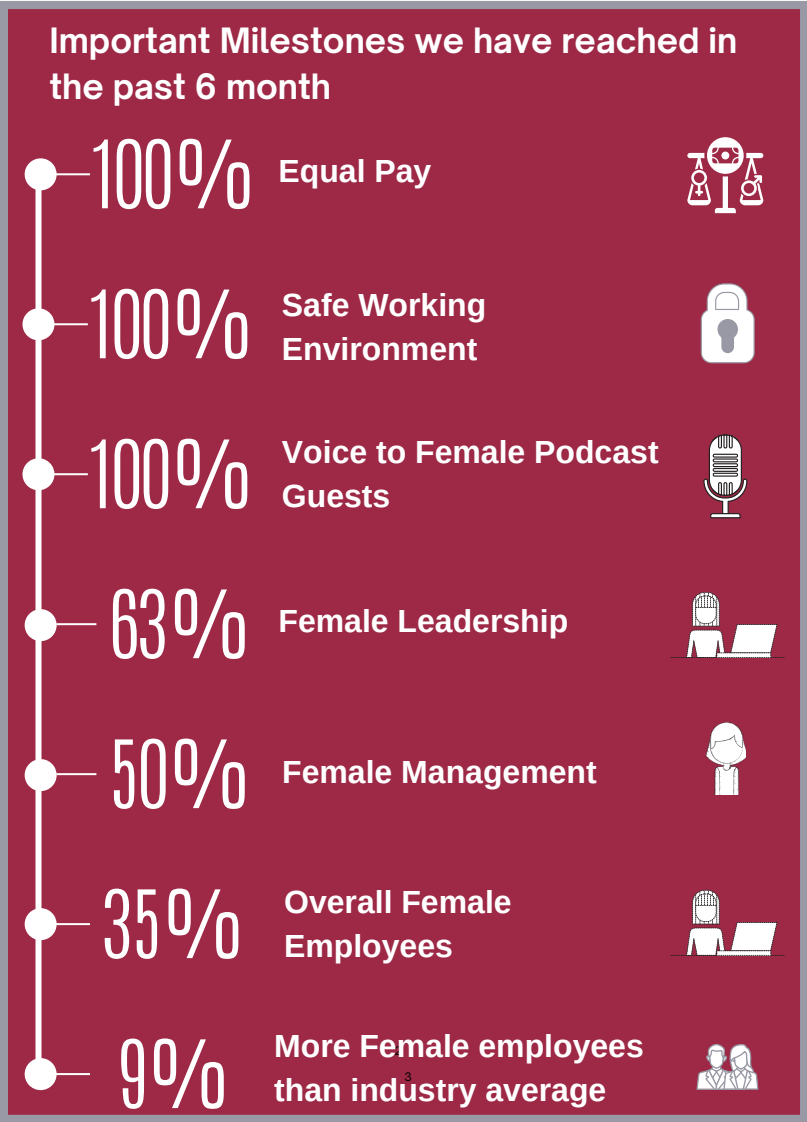 Important Milestones we have reached in
the past 6 month
100% Equal Pay
100% Safe Working
Environment
100% Voice to Female Podcast
Guests
63% Female Leadership
50% Female Management
35% Overall Female
Employees
9% More Female employees
than industry average
3